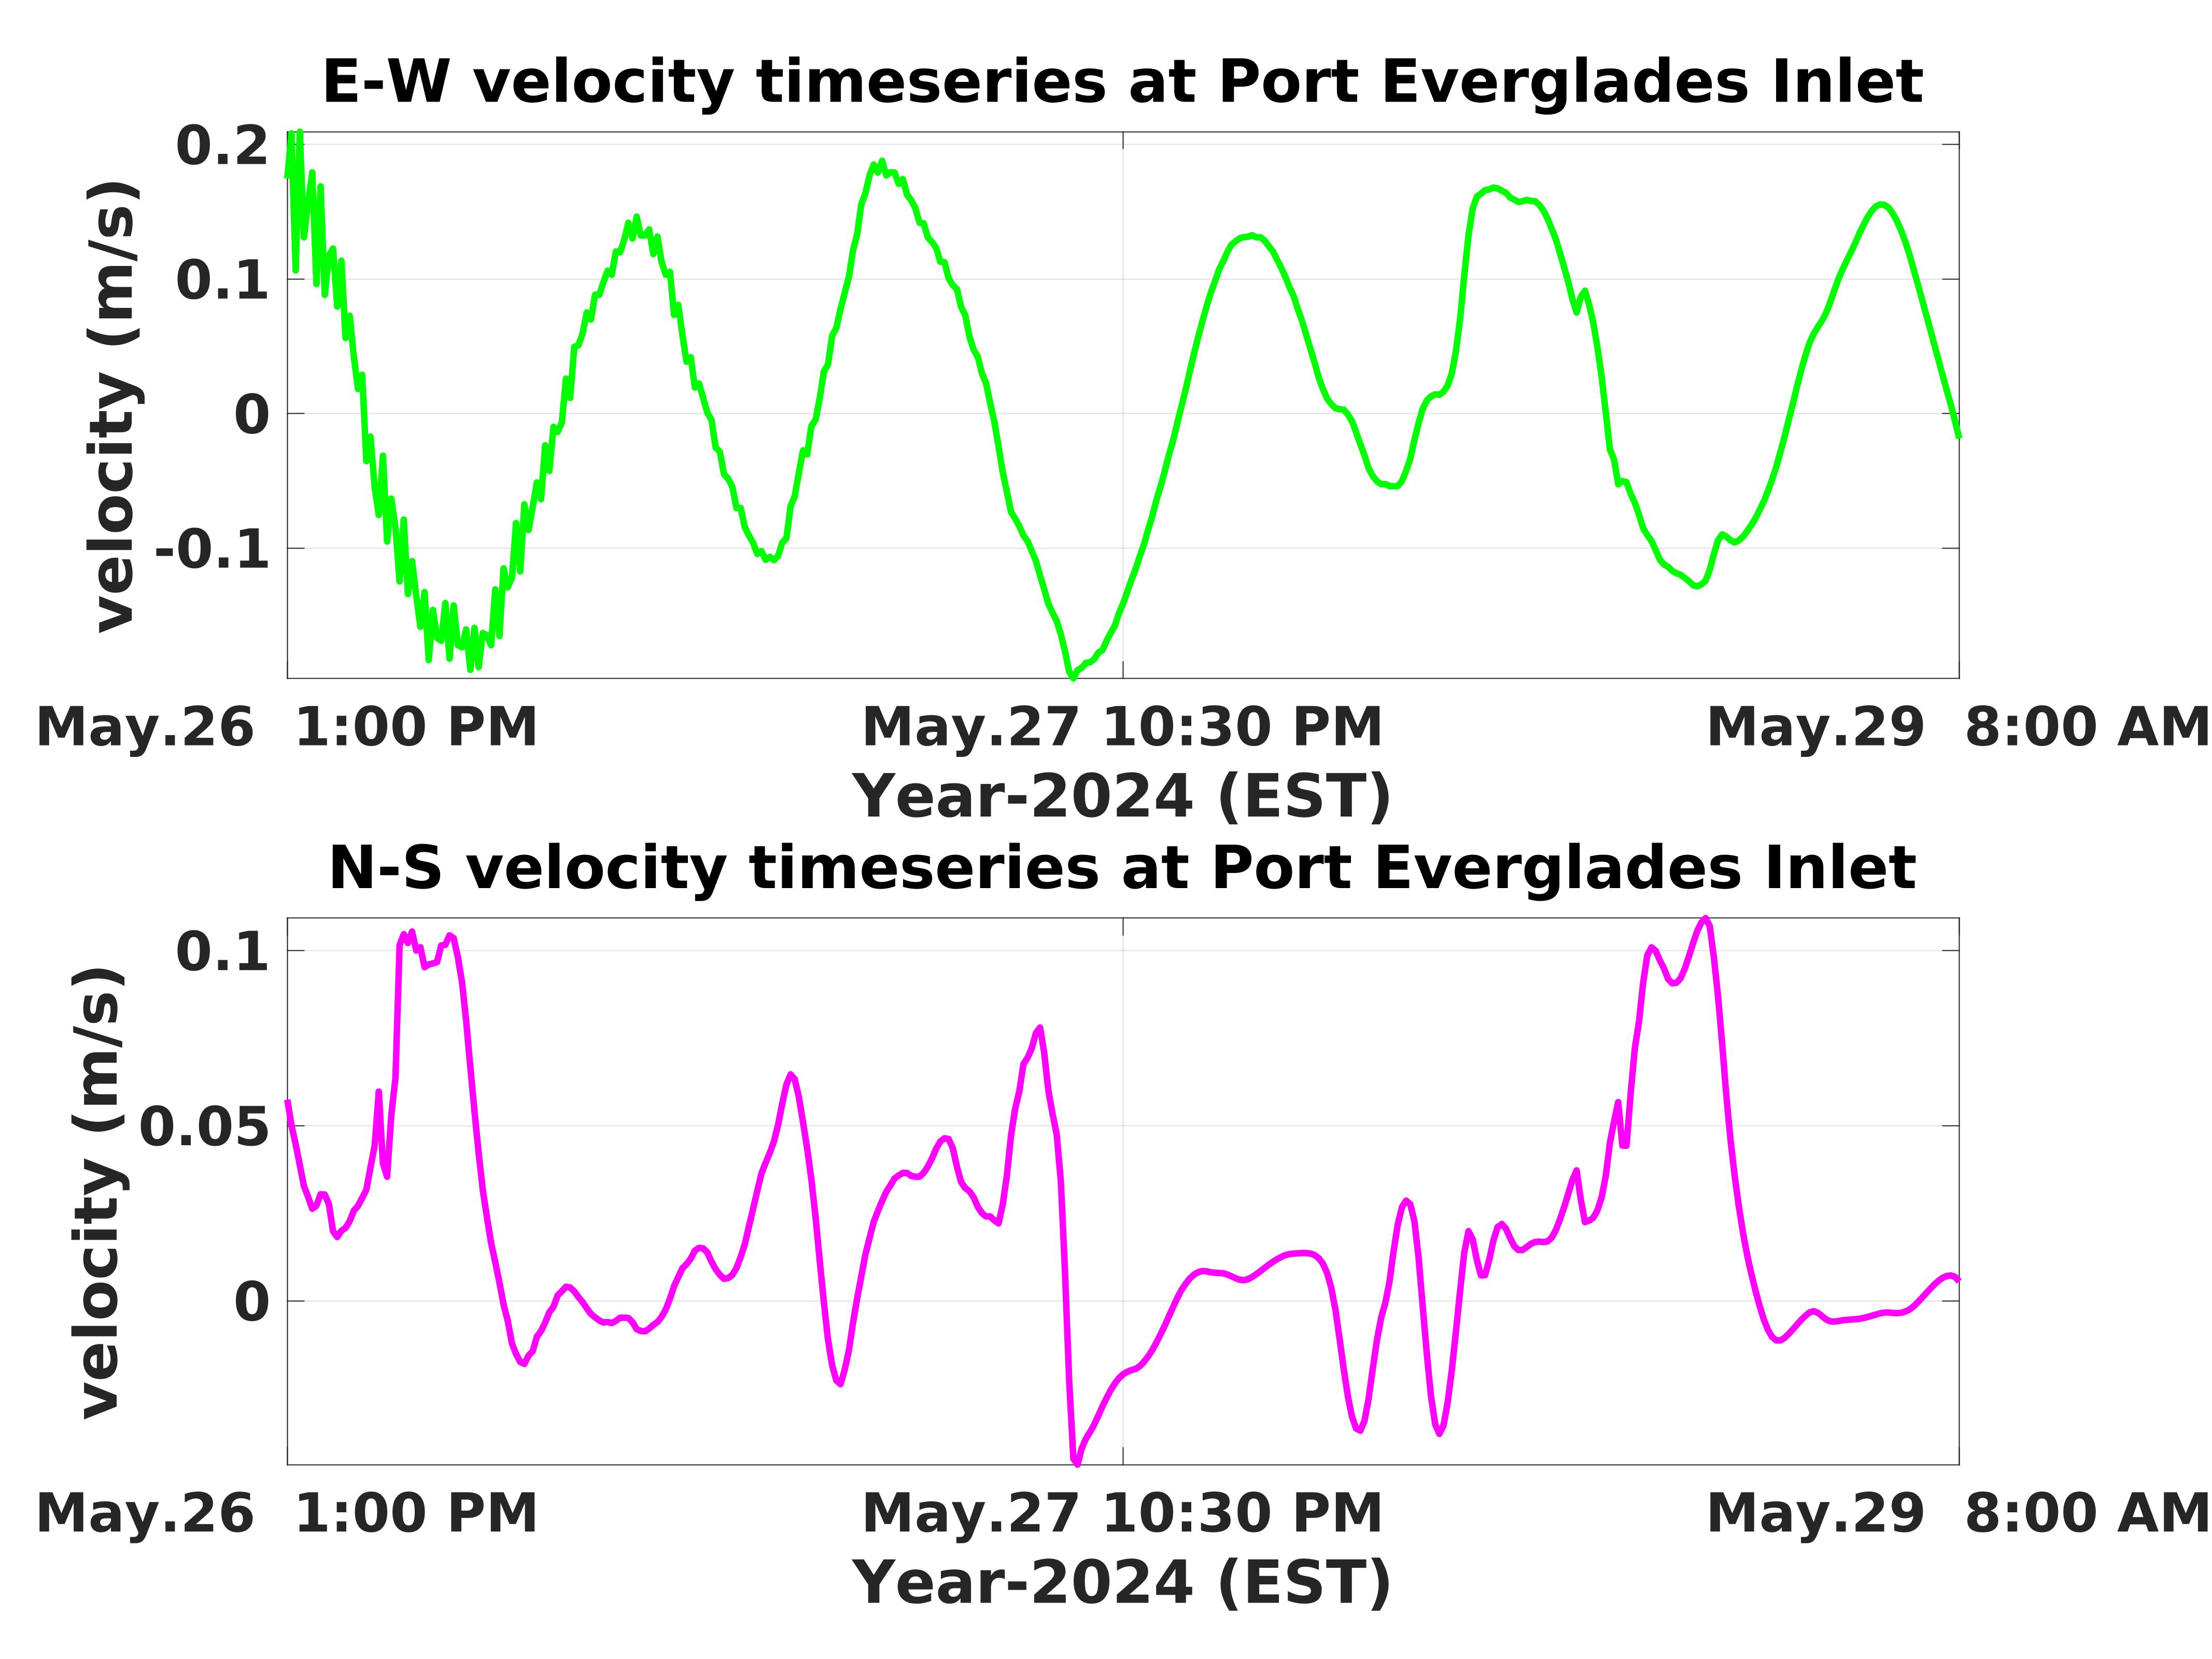 E-W velocity timeseries at Port Everglades Inlet
velocity (m/s)
0.2
0.1
0
-0.1
May.26  1:00 PM
May.27 10:30 PM
May.29  8:00 AM
Year-2024 (EST)
N-S velocity timeseries at Port Everglades Inlet
velocity (m/s)
0.1
0.05
0
May.26  1:00 PM
May.27 10:30 PM
May.29  8:00 AM
Year-2024 (EST)